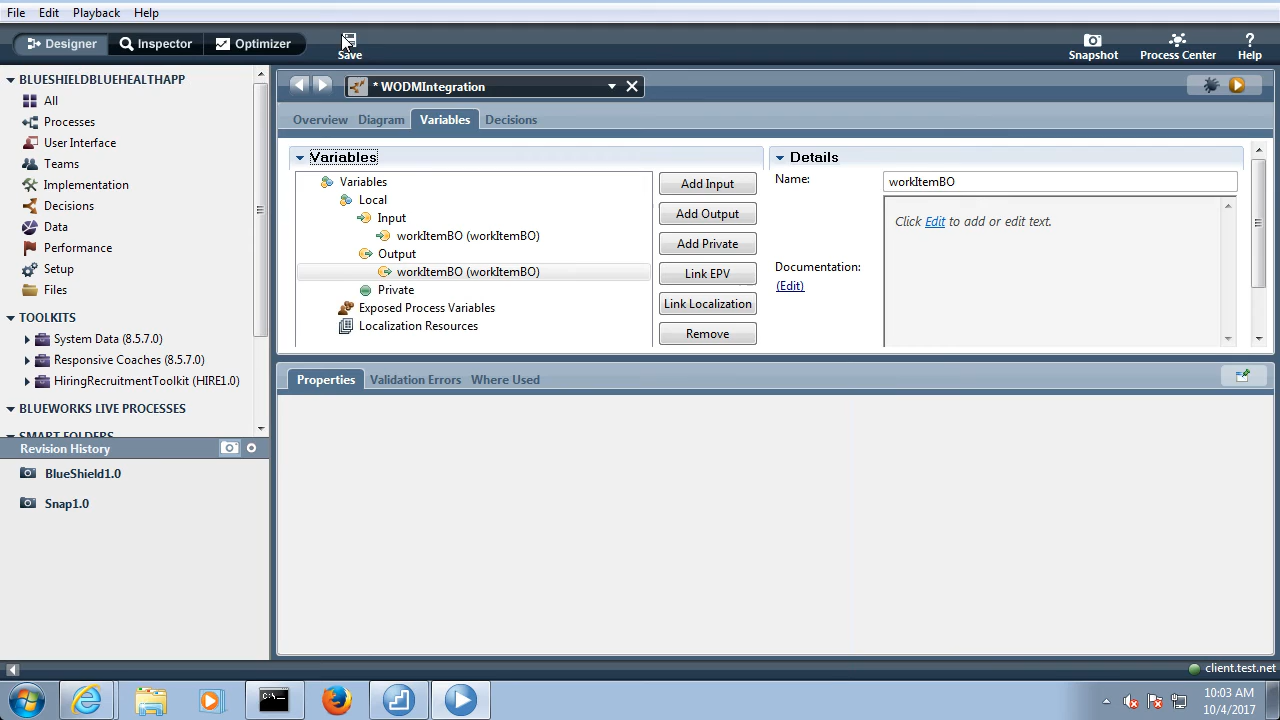 File Edit Playback Help
Designer Inspector Optimizer Save Process Center Snapshot Help
BLUESHIELDBLUEHEALTHAPP
All
Processes
User Interface
Teams
Implementation
Decisions
Data
Performance
Setup
Files
TOOLKITS
System Data (8.5.7.0)
Responsive Coaches (8.5.7.0)
HiringRecruitmentToolkit (HIRE1.0)
BLUEWORKS LIVE PROCESSES
SMART FOLDERS
Revision History
BlueShield1.0
Snap1.0
* WODMIntegration
Overview Diagram Variables Decisions
Variables
Variables
Local
Input
workItemBO (workItemBO)
Output
workItemBO (workItemBO)
Private
Exposed Process Variables
Localization Resources
Add Input
Add Output
Add Private
Link EPV
Link Localization
Remove
Details
Name: workItemBO
Click Edit to add or edit text.
Documentation:
(Edit)
Properties Validation Errors Where Used
client.test.net
C:\.
10:03 AM
10/4/2017